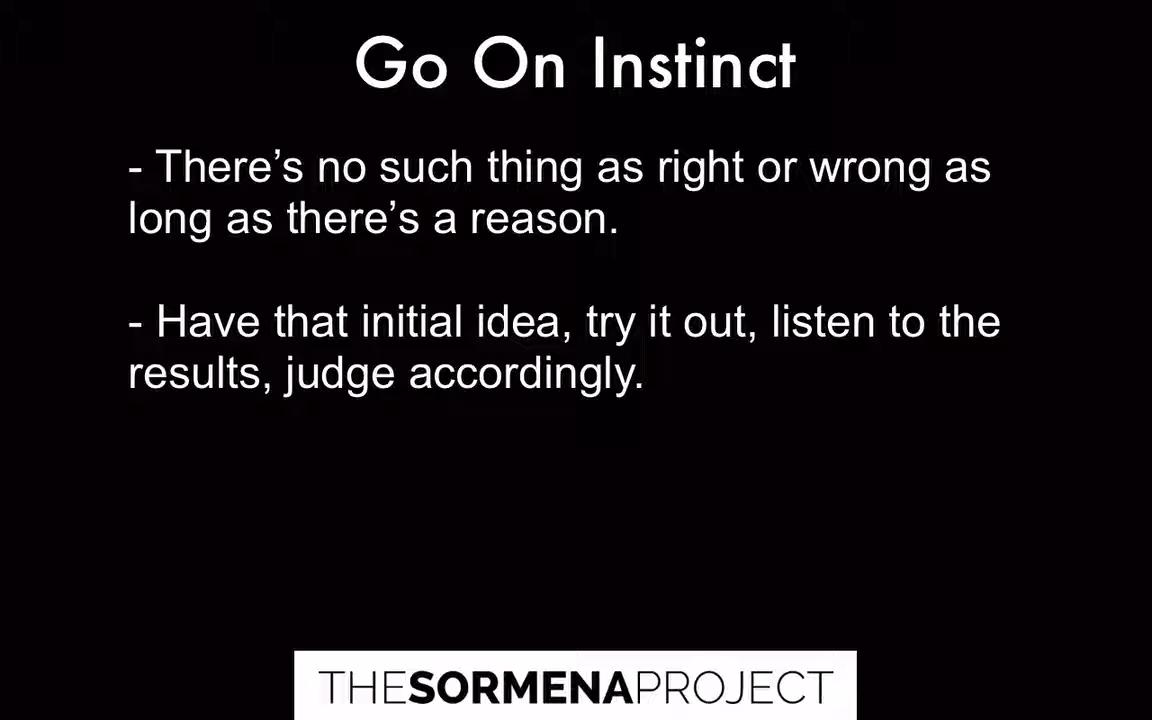 Go On Instinct
- There’s no such thing as right or wrong as
long as there’s a reason.
- Have that initial idea, try it out, listen to the
results, judge accordingly.
THESORMENAPROJECT